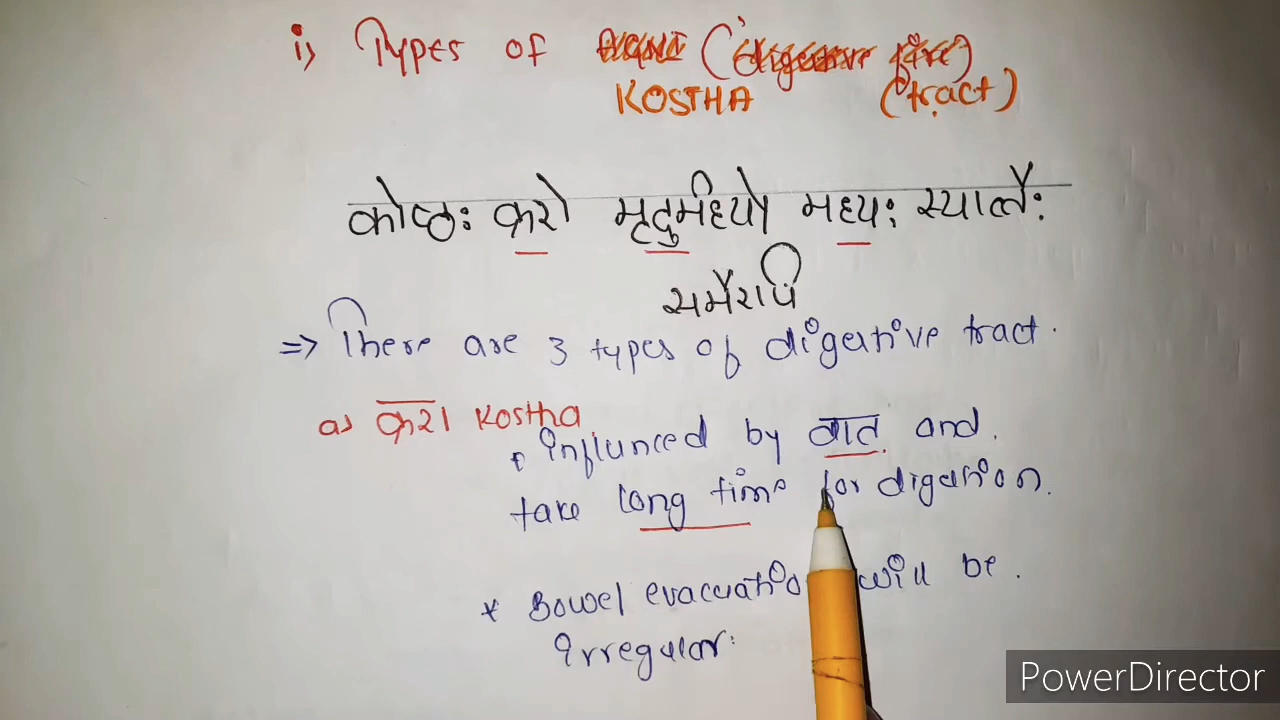 i) Types of
KOSTHA (tract)
कोष्ठः क्रूरो मृदुर्मध्यो मध्यः स्यात्तैः
समैरपि
=> There are 3 types of digestive tract.
a) क्रूरा Kostha
• influnced by वात and
take long time for digestion.
* Bowel evacuation will be
irregular.
PowerDirector